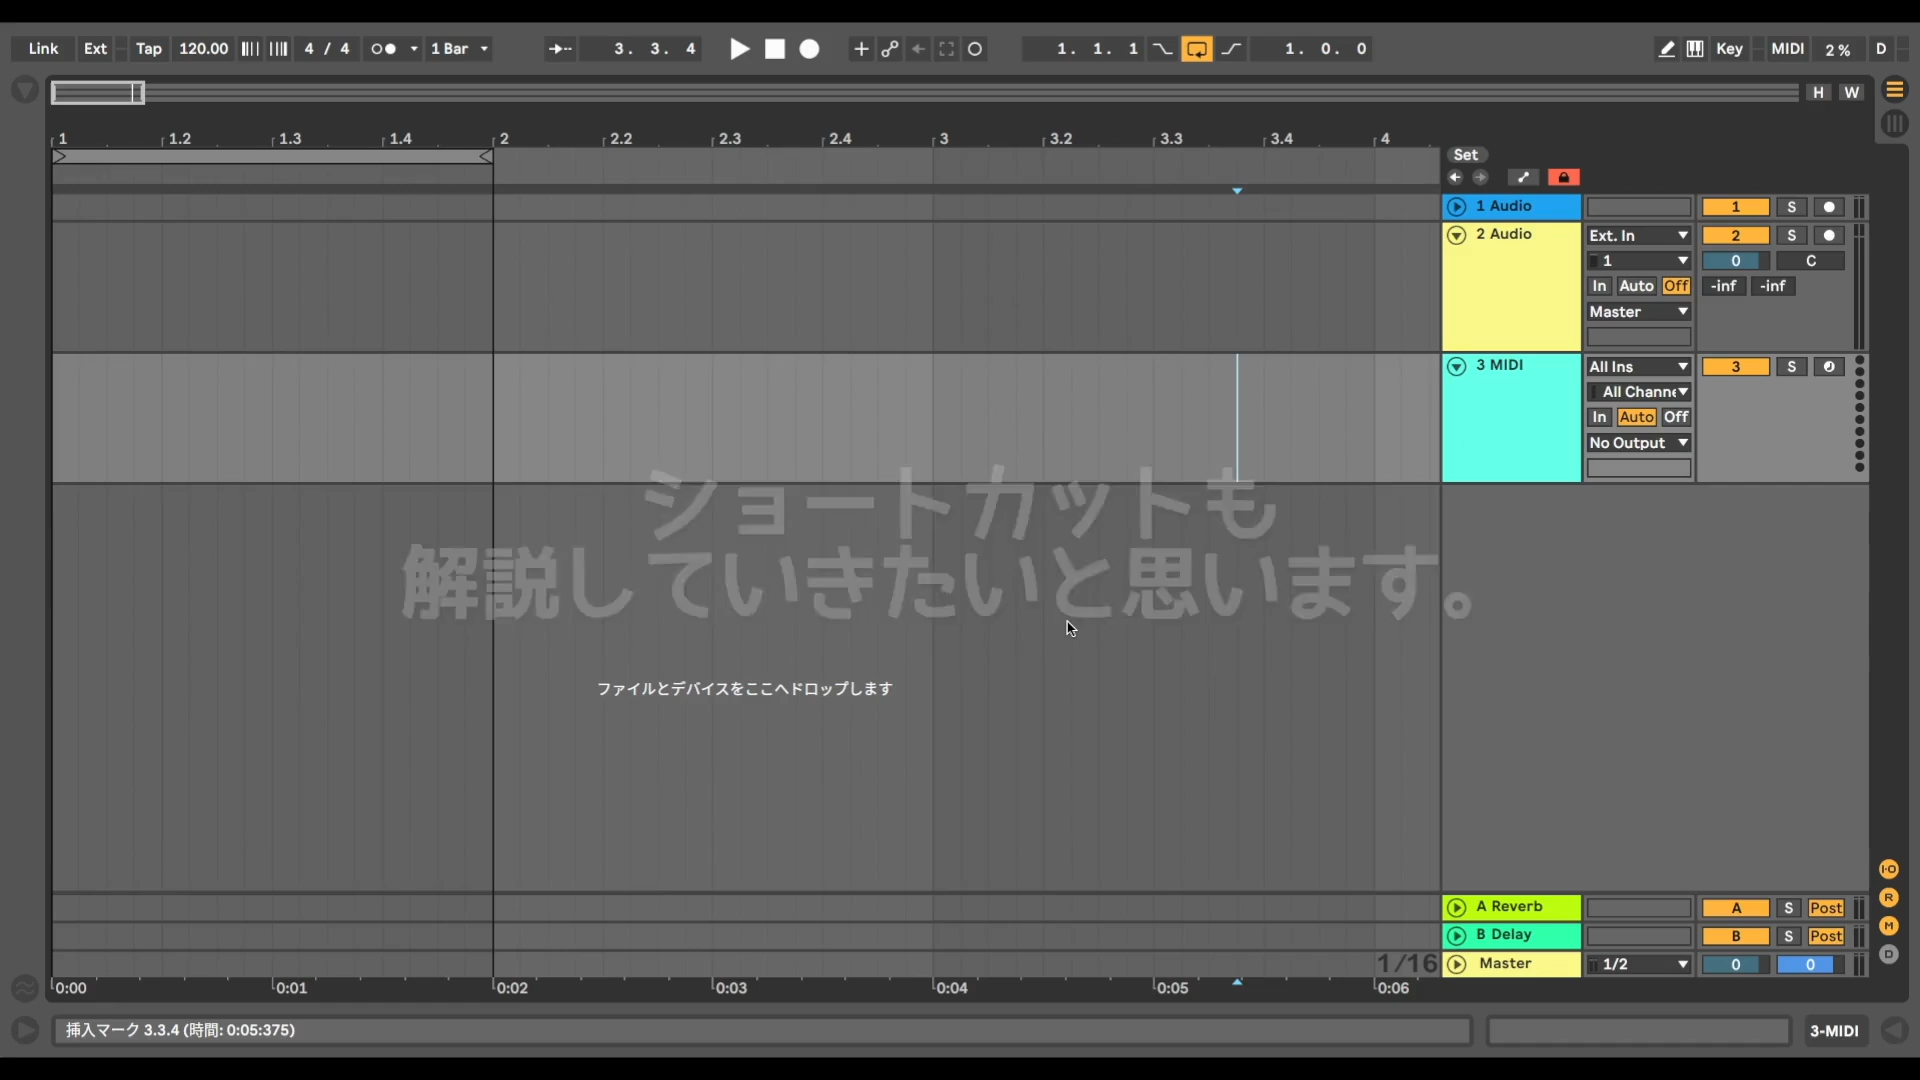 Link Ext Tap 120.00 4 / 4 1 Bar 3. 3. 4 1. 1. 1 1. 0. 0 Key MIDI 2 % D
H W
1 1.2 1.3 1.4 2 2.2 2.3 2.4 3 3.2 3.3 3.4 4
Set
1 Audio 1 S
2 Audio Ext. In 2 S
1 0 C
In Auto Off -inf -inf
Master
3 MIDI All Ins 3 S
All Channe
In Auto Off
No Output
ショートカットも
解説していきたいと思います。
ファイルとデバイスをここへドロップします
I·O
R
M
D
A Reverb A S Post
B Delay B S Post
1/16 Master 1/2 0 0
0:00 0:01 0:02 0:03 0:04 0:05 0:06
挿入マーク 3.3.4 (時間: 0:05:375) 3-MIDI